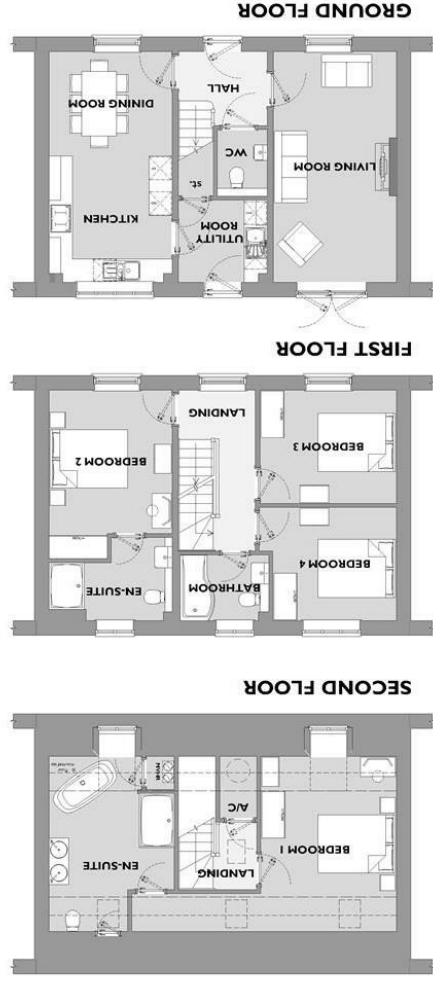 LANDING
EN-SUITE
BEDROOM 1
A/C
MVHR
SECOND FLOOR
BEDROOM 4
BATHROOM
EN-SUITE
BEDROOM 3
BEDROOM 2
LANDING
FIRST FLOOR
UTILITY
ROOM
KITCHEN
st.
LIVING ROOM
WC
DINING ROOM
HALL
GROUND FLOOR